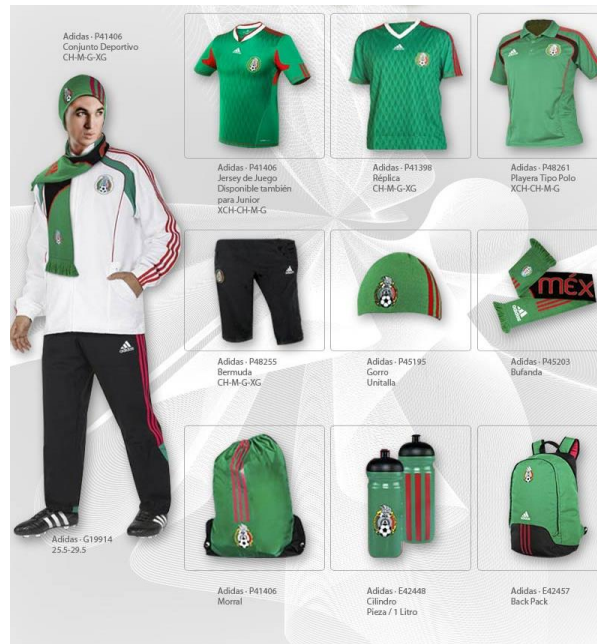 Adidas - P41406
Conjunto Deportivo
CH-M-G-XG
Adidas - P41406
Jersey de Juego
Disponible también
para Junior
XCH-CH-M-G
Adidas - P41398
Réplica
CH-M-G-XG
Adidas - P48261
Playera Tipo Polo
XCH-CH-M-G
Adidas - P48255
Bermuda
CH-M-G-XG
Adidas - P45195
Gorro
Unitalla
MÉX
adidas
Adidas - P45203
Bufanda
adidas
Adidas - G19914
25.5-29.5
Adidas - P41406
Morral
Adidas - E42448
Cilindro
Pieza / 1 Litro
adidas
Adidas - E42457
Back Pack